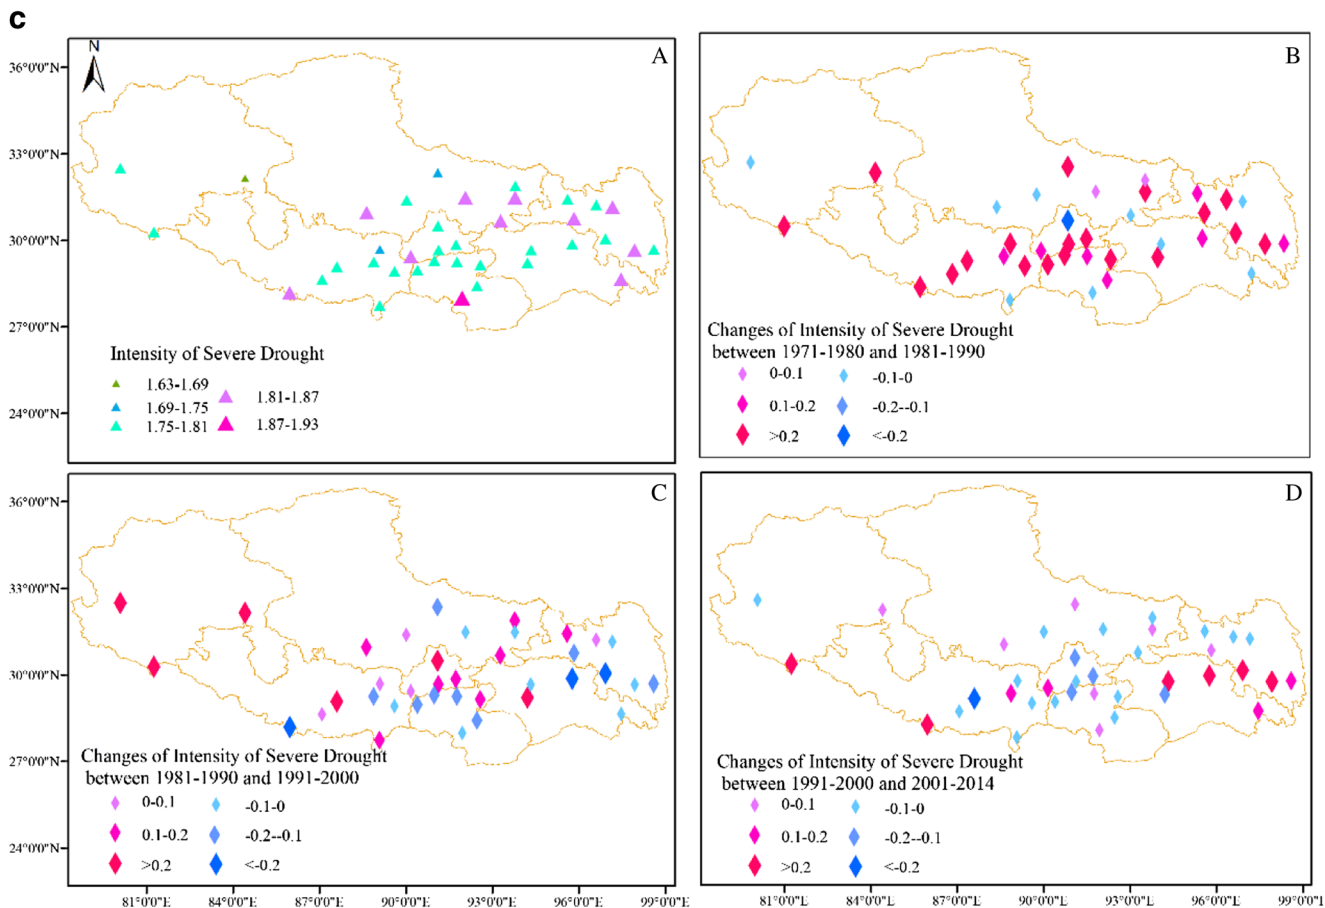 c
N
A
36°0'0"N
33°0'0"N
30°0'0"N
27°0'0"N
24°0'0"N
Intensity of Severe Drought
1.63-1.69
1.69-1.75
1.75-1.81
1.81-1.87
1.87-1.93
B
Changes of Intensity of Severe Drought
between 1971-1980 and 1981-1990
0-0.1
0.1-0.2
>0.2
-0.1-0
-0.2--0.1
<-0.2
C
36°0'0"N
33°0'0"N
30°0'0"N
27°0'0"N
24°0'0"N
Changes of Intensity of Severe Drought
between 1981-1990 and 1991-2000
0-0.1
0.1-0.2
>0.2
-0.1-0
-0.2--0.1
<-0.2
81°0'0"E 84°0'0"E 87°0'0"E 90°0'0"E 93°0'0"E 96°0'0"E 99°0'0"E
D
Changes of Intensity of Severe Drought
between 1991-2000 and 2001-2014
0-0.1
0.1-0.2
>0.2
-0.1-0
-0.2--0.1
<-0.2
81°0'0"E 84°0'0"E 87°0'0"E 90°0'0"E 93°0'0"E 96°0'0"E 99°0'0"E